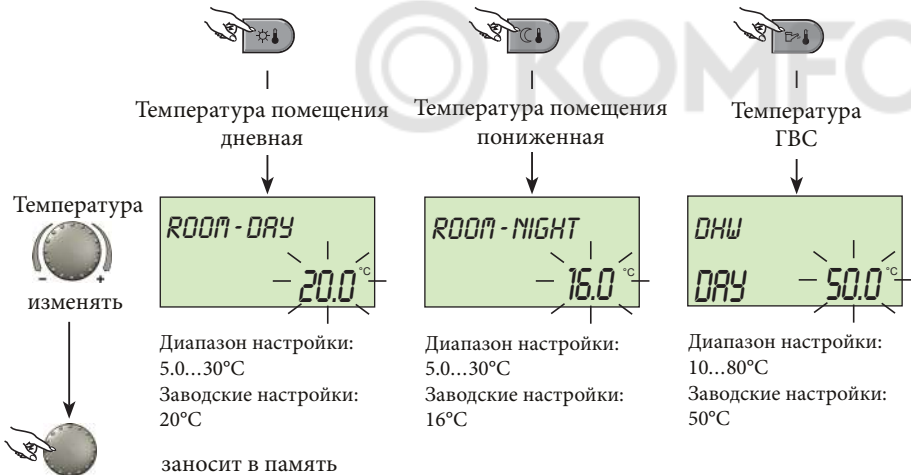 KOMFO
Температура помещения
дневная
Температура помещения
пониженная
Температура
ГВС
Температура
- +
изменять
ROOM - DAY
20.0 °C
ROOM - NIGHT
16.0 °C
DHW
DAY 50.0 °C
Диапазон настройки:
5.0...30°C
Заводские настройки:
20°C
Диапазон настройки:
5.0...30°C
Заводские настройки:
16°C
Диапазон настройки:
10...80°C
Заводские настройки:
50°C
заносит в память